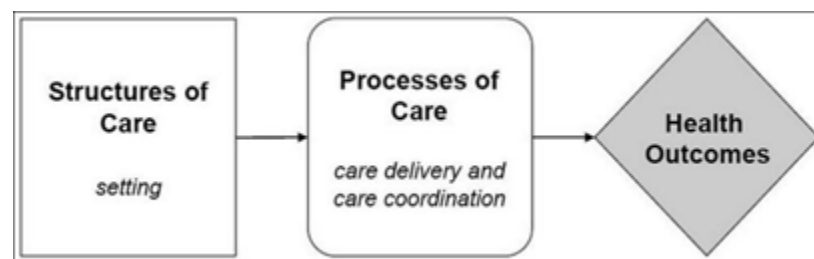 Structures of
Care
setting
Processes of
Care
care delivery and
care coordination
Health
Outcomes